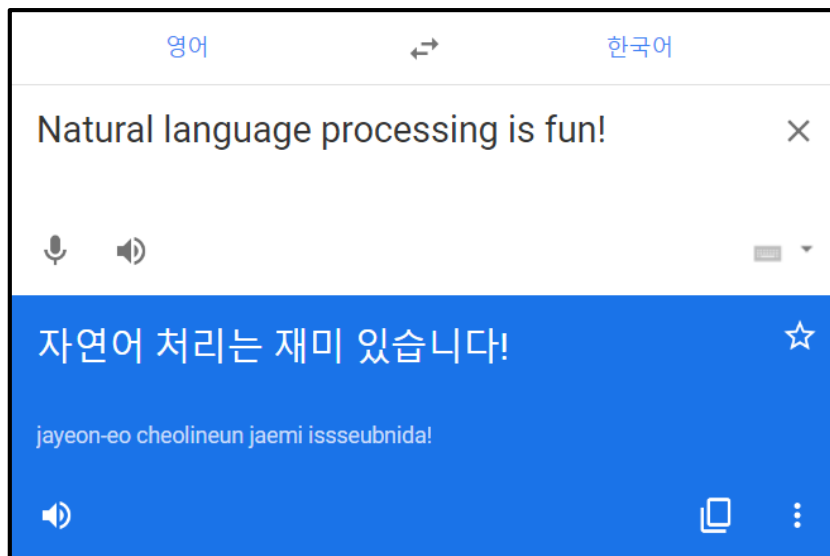 영어 한국어
Natural language processing is fun!
자연어 처리는 재미 있습니다!
jayeon-eo cheolineun jaemi issseubnida!